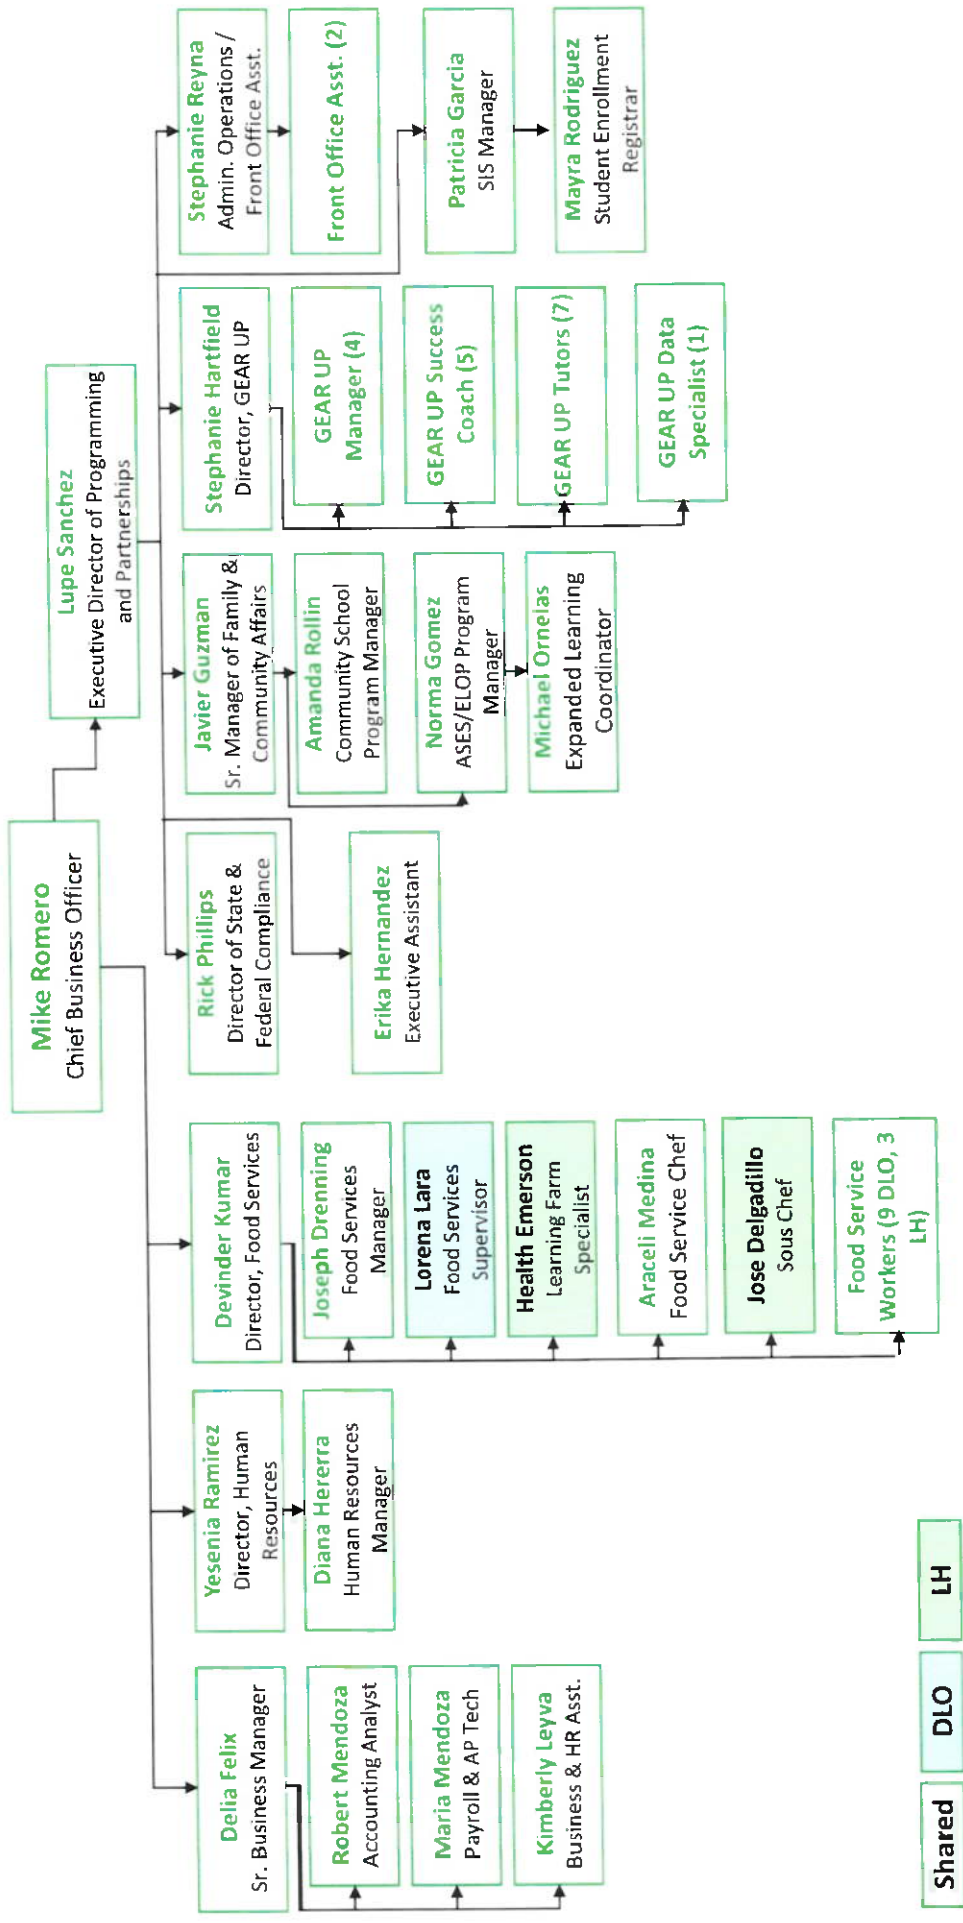 Mike Romero
Chief Business Officer
Lupe Sanchez
Executive Director of Programming
and Partnerships
Delia Felix
Sr. Business Manager
Robert Mendoza
Accounting Analyst
Maria Mendoza
Payroll & AP Tech
Kimberly Leyva
Business & HR Asst.
Yesenia Ramirez
Director, Human
Resources
Diana Hererra
Human Resources
Manager
Devinder Kumar
Director, Food Services
Joseph Drenning
Food Services
Manager
Lorena Lara
Food Services
Supervisor
Health Emerson
Learning Farm
Specialist
Araceli Medina
Food Service Chef
Jose Delgadillo
Sous Chef
Food Service
Workers (9 DLO, 3
LH)
Rick Phillips
Director of State &
Federal Compliance
Erika Hernandez
Executive Assistant
Javier Guzman
Sr. Manager of Family &
Community Affairs
Amanda Rollin
Community School
Program Manager
Norma Gomez
ASES/ELOP Program
Manager
Michael Ornelas
Expanded Learning
Coordinator
Stephanie Hartfield
Director, GEAR UP
GEAR UP
Manager (4)
GEAR UP Success
Coach (5)
GEAR UP Tutors (7)
GEAR UP Data
Specialist (1)
Stephanie Reyna
Admin. Operations /
Front Office Asst.
Front Office Asst. (2)
Patricia Garcia
SIS Manager
Mayra Rodriguez
Student Enrollment
Registrar
Shared
DLO
LH